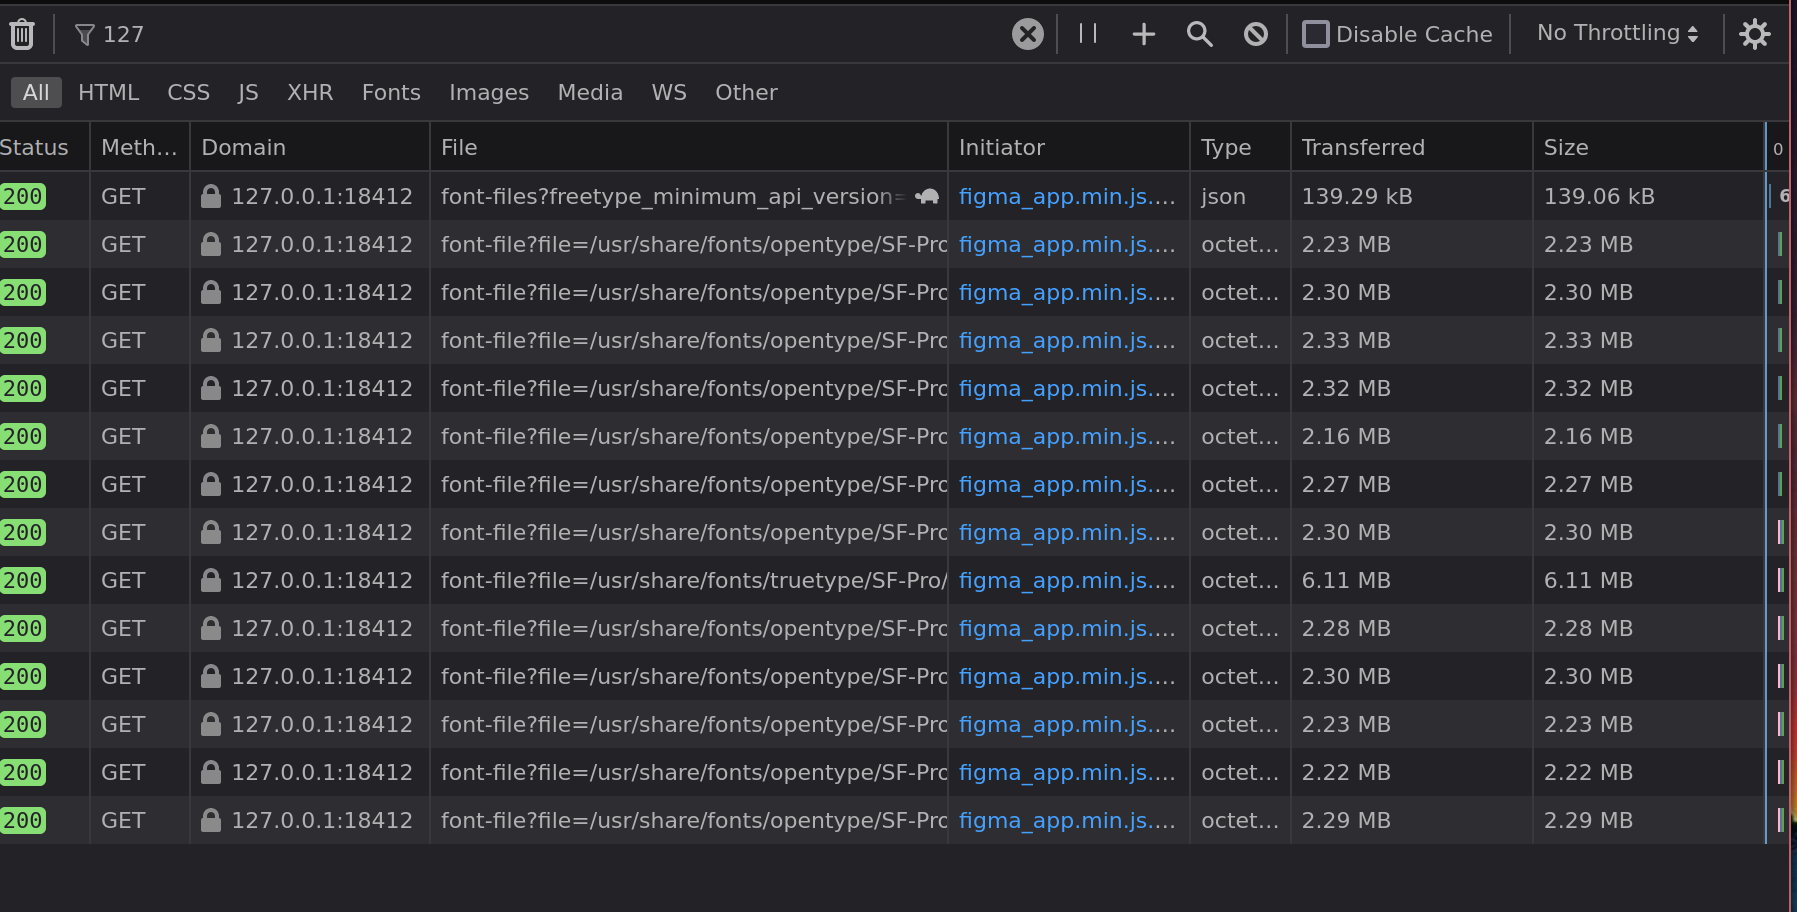 127 Disable Cache No Throttling
All HTML CSS JS XHR Fonts Images Media WS Other
Status Meth… Domain File Initiator Type Transferred Size 0
200 GET 127.0.0.1:18412 font-files?freetype_minimum_api_version= figma_app.min.js.… json 139.29 kB 139.06 kB 6
200 GET 127.0.0.1:18412 font-file?file=/usr/share/fonts/opentype/SF-Pro figma_app.min.js.… octet… 2.23 MB 2.23 MB
200 GET 127.0.0.1:18412 font-file?file=/usr/share/fonts/opentype/SF-Pro figma_app.min.js.… octet… 2.30 MB 2.30 MB
200 GET 127.0.0.1:18412 font-file?file=/usr/share/fonts/opentype/SF-Pro figma_app.min.js.… octet… 2.33 MB 2.33 MB
200 GET 127.0.0.1:18412 font-file?file=/usr/share/fonts/opentype/SF-Pro figma_app.min.js.… octet… 2.32 MB 2.32 MB
200 GET 127.0.0.1:18412 font-file?file=/usr/share/fonts/opentype/SF-Pro figma_app.min.js.… octet… 2.16 MB 2.16 MB
200 GET 127.0.0.1:18412 font-file?file=/usr/share/fonts/opentype/SF-Pro figma_app.min.js.… octet… 2.27 MB 2.27 MB
200 GET 127.0.0.1:18412 font-file?file=/usr/share/fonts/opentype/SF-Pro figma_app.min.js.… octet… 2.30 MB 2.30 MB
200 GET 127.0.0.1:18412 font-file?file=/usr/share/fonts/truetype/SF-Pro/ figma_app.min.js.… octet… 6.11 MB 6.11 MB
200 GET 127.0.0.1:18412 font-file?file=/usr/share/fonts/opentype/SF-Pro figma_app.min.js.… octet… 2.28 MB 2.28 MB
200 GET 127.0.0.1:18412 font-file?file=/usr/share/fonts/opentype/SF-Pro figma_app.min.js.… octet… 2.30 MB 2.30 MB
200 GET 127.0.0.1:18412 font-file?file=/usr/share/fonts/opentype/SF-Pro figma_app.min.js.… octet… 2.23 MB 2.23 MB
200 GET 127.0.0.1:18412 font-file?file=/usr/share/fonts/opentype/SF-Pro figma_app.min.js.… octet… 2.22 MB 2.22 MB
200 GET 127.0.0.1:18412 font-file?file=/usr/share/fonts/opentype/SF-Pro figma_app.min.js.… octet… 2.29 MB 2.29 MB